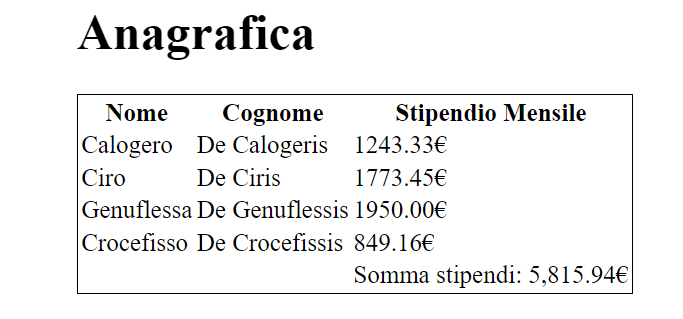 Anagrafica
Nome Cognome Stipendio Mensile
Calogero De Calogeris 1243.33€
Ciro De Ciris 1773.45€
Genuflessa De Genuflessis 1950.00€
Crocefisso De Crocefissis 849.16€
Somma stipendi: 5,815.94€